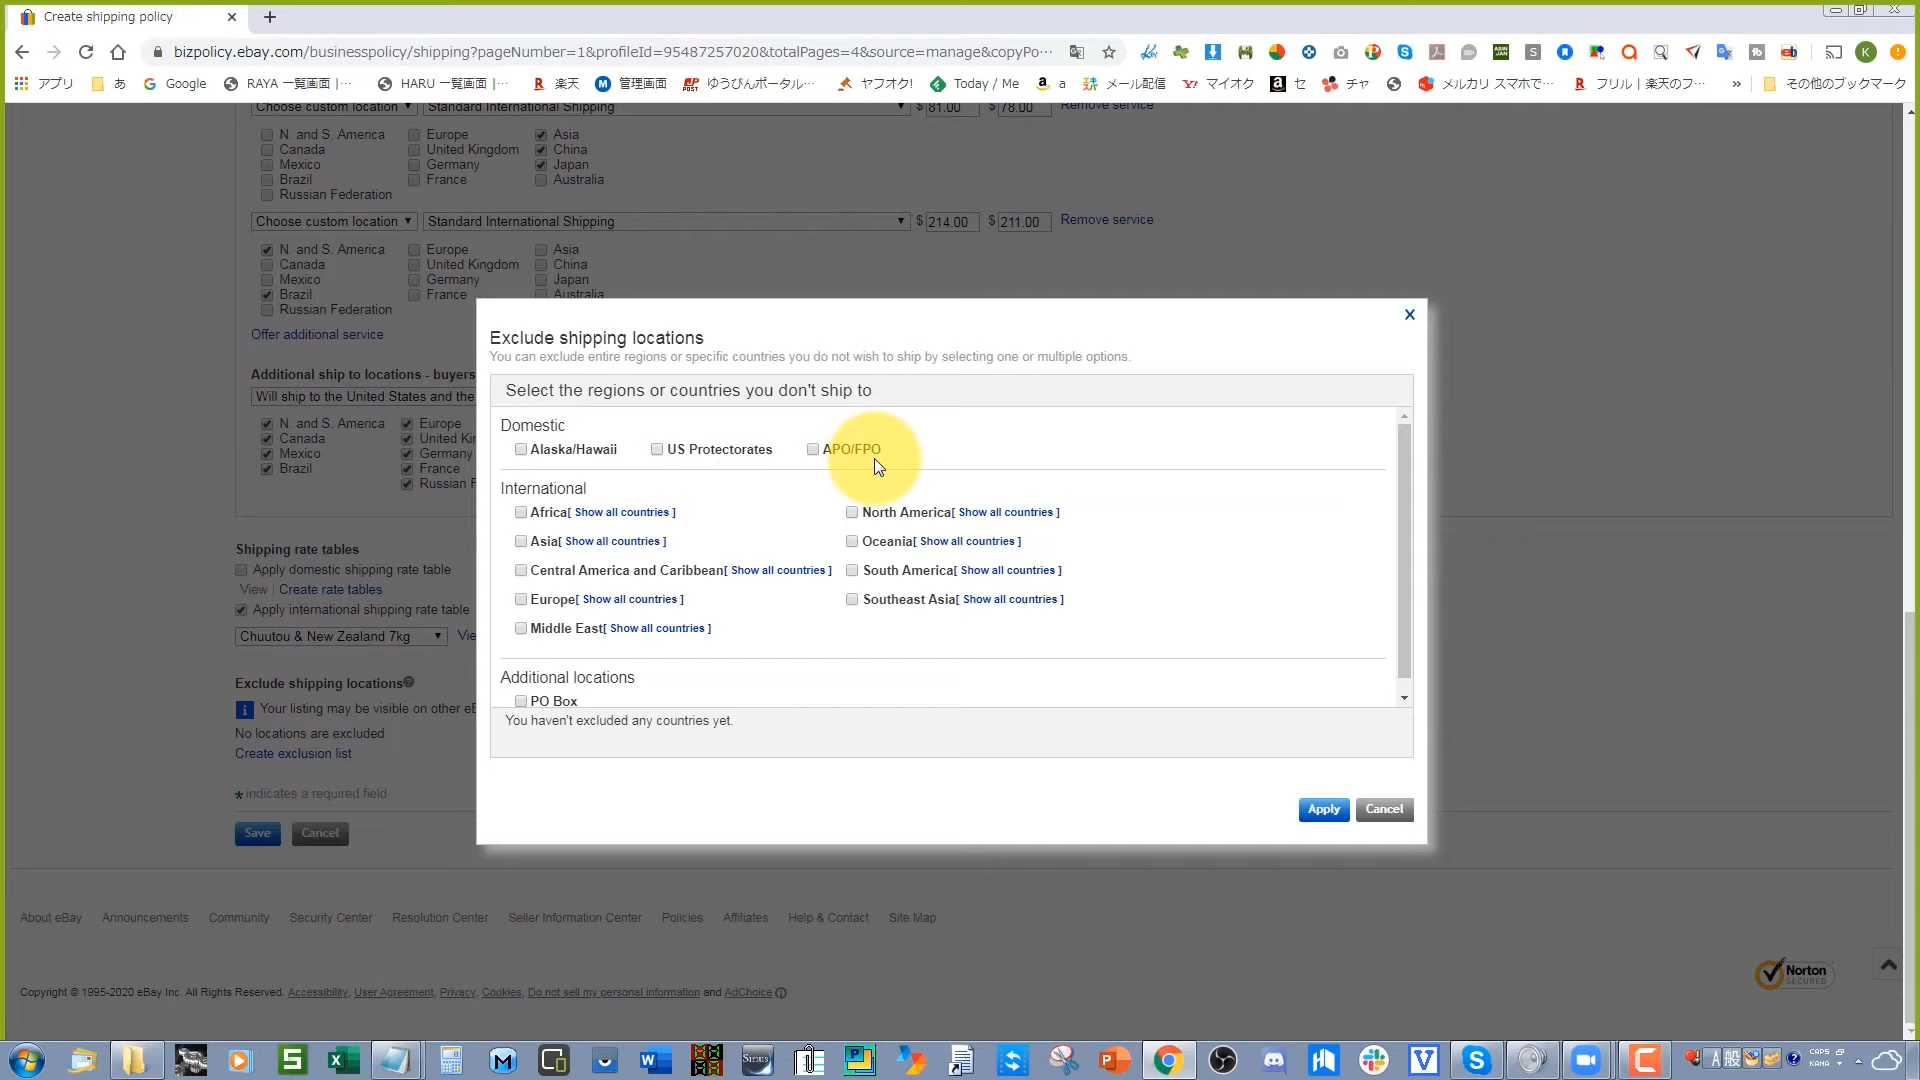 Create shipping policy
bizpolicy.ebay.com/businesspolicy/shipping?pageNumber=1&profileId=95487257020&totalPages=4&source=manage&copyPo…
アプリ あ Google RAYA 一覧画面 |… HARU 一覧画面 |… 楽天 管理画面 ゆうびんポータル… ヤフオク! Today / Me a メール配信 マイオク セ チャ メルカリ スマホで… フリル | 楽天のフ… » その他のブックマーク
Choose custom location Standard International Shipping $ 81.00 $ 78.00 Remove service
N. and S. America Europe Asia
Canada United Kingdom China
Mexico Germany Japan
Brazil France Australia
Russian Federation
Choose custom location Standard International Shipping $ 214.00 $ 211.00 Remove service
N. and S. America Europe Asia
Canada United Kingdom China
Mexico Germany Japan
Brazil France Australia
Russian Federation
Offer additional service
Additional ship to locations - buyers
Will ship to the United States and the
N. and S. America Europe
Canada United Kin
Mexico Germany
Brazil France
Russian F
Shipping rate tables
Apply domestic shipping rate table
View | Create rate tables
Apply international shipping rate table
Chuutou & New Zealand 7kg Vie
Exclude shipping locations
Your listing may be visible on other eB
No locations are excluded
Create exclusion list
* indicates a required field
Save Cancel
x
Exclude shipping locations
You can exclude entire regions or specific countries you do not wish to ship by selecting one or multiple options.
Select the regions or countries you don't ship to
Domestic
Alaska/Hawaii US Protectorates APO/FPO
International
Africa[ Show all countries ] North America[ Show all countries ]
Asia[ Show all countries ] Oceania[ Show all countries ]
Central America and Caribbean[ Show all countries ] South America[ Show all countries ]
Europe[ Show all countries ] Southeast Asia[ Show all countries ]
Middle East[ Show all countries ]
Additional locations
PO Box
You haven't excluded any countries yet.
Apply Cancel
About eBay Announcements Community Security Center Resolution Center Seller Information Center Policies Affiliates Help & Contact Site Map
Norton
SECURED
Copyright © 1995-2020 eBay Inc. All Rights Reserved. Accessibility, User Agreement, Privacy, Cookies, Do not sell my personal information and AdChoice
A 般 CAPS
KANA